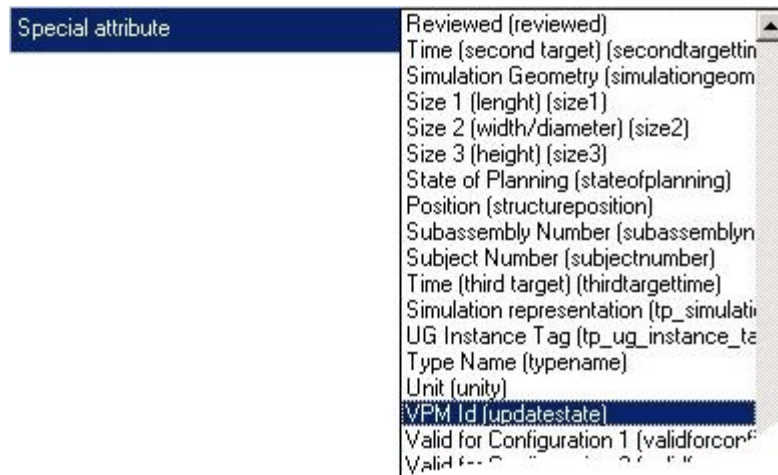 Special attribute
Reviewed (reviewed)
Time (second target) (secondtargettin
Simulation Geometry (simulationgeom
Size 1 (lenght) (size1)
Size 2 (width/diameter) (size2)
Size 3 (height) (size3)
State of Planning (stateofplanning)
Position (structureposition)
Subassembly Number (subassemblyn
Subject Number (subjectnumber)
Time (third target) (thirdtargettime)
Simulation representation (tp_simulati
UG Instance Tag (tp_ug_instance_ta
Type Name (typename)
Unit (unity)
VPM Id (updatestate)
Valid for Configuration 1 (validforconf
Valid